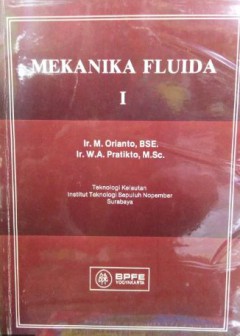 MEKANIKA FLUIDA
I
Ir. M. Orianto, BSE.
Ir. W.A. Pratikto, M.Sc.
Teknologi Kelautan
Institut Teknologi Sepuluh Nopember
Surabaya
BPFE
YOGYAKARTA